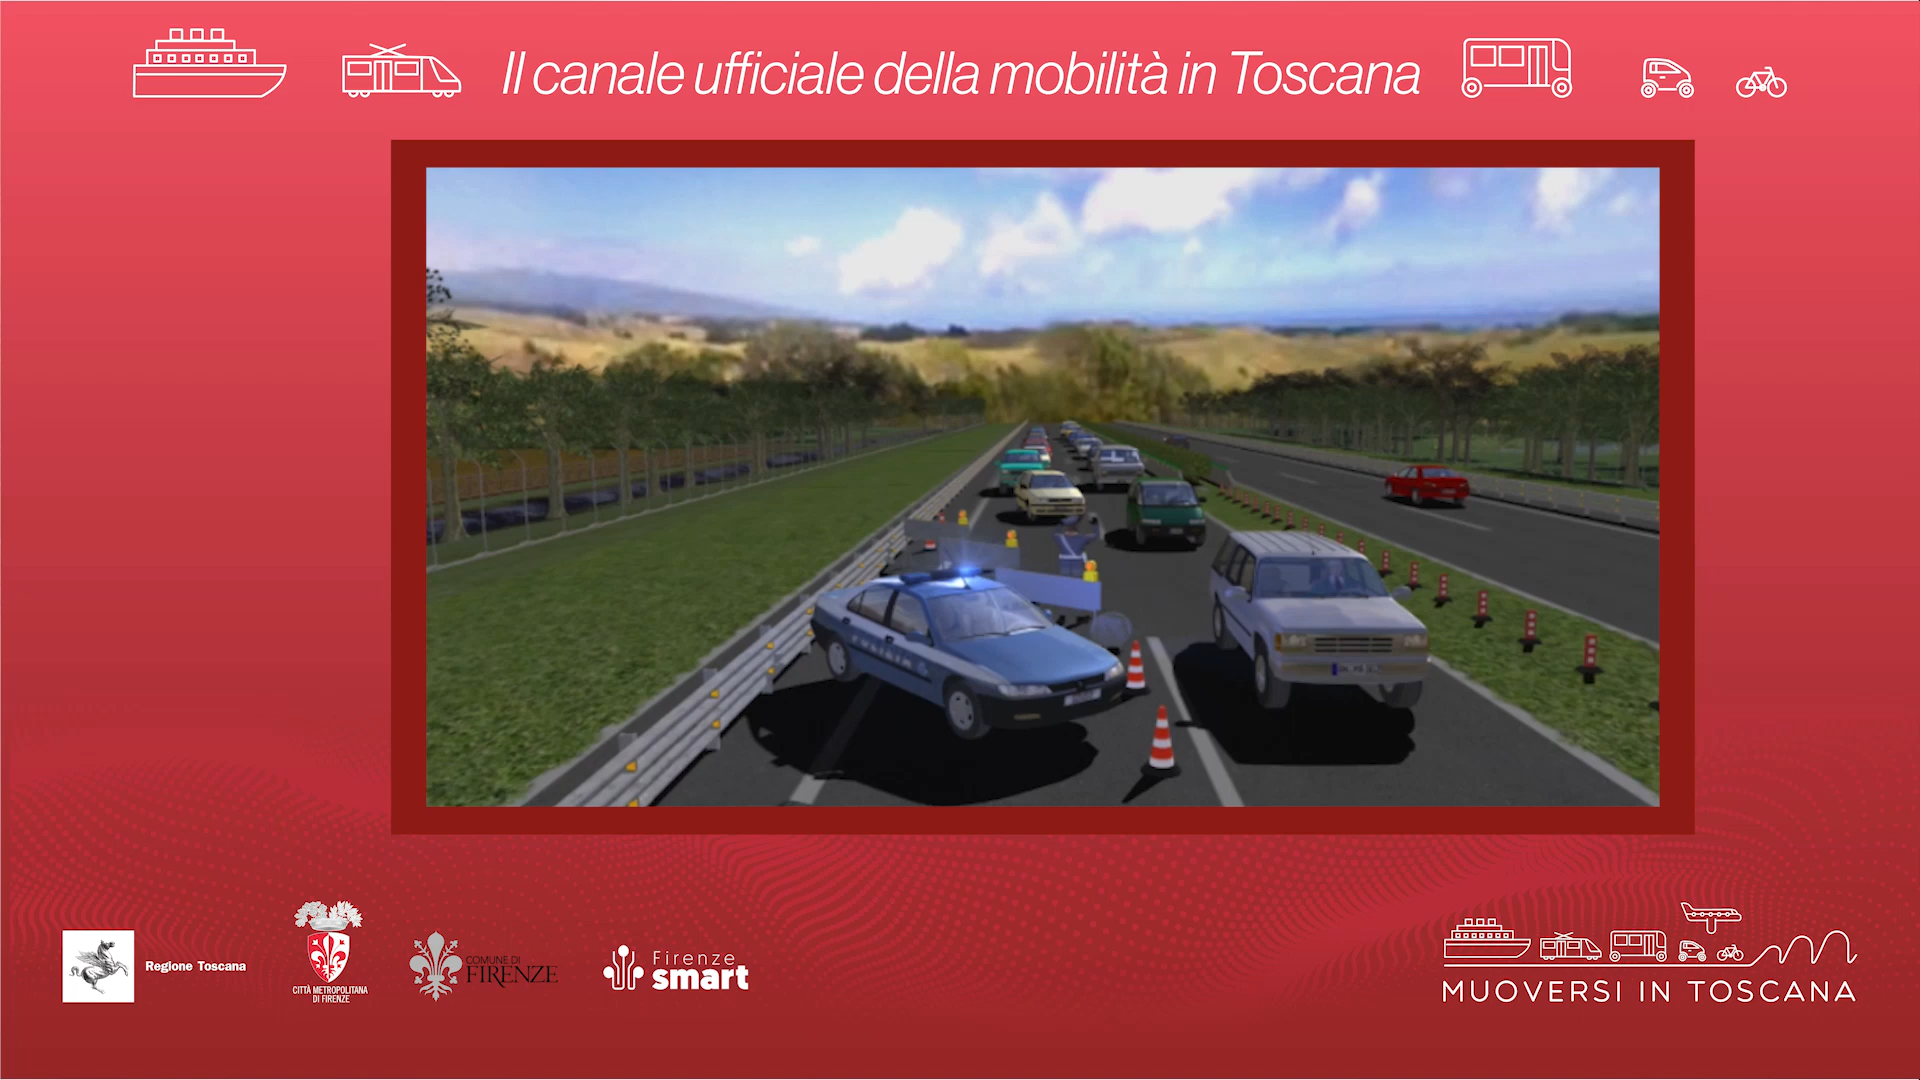 Il canale ufficiale della mobilità in Toscana
POLIZIA
Regione Toscana
CITTÀ METROPOLITANA
DI FIRENZE
COMUNE DI
FIRENZE
Firenze
smart
MUOVERSI IN TOSCANA